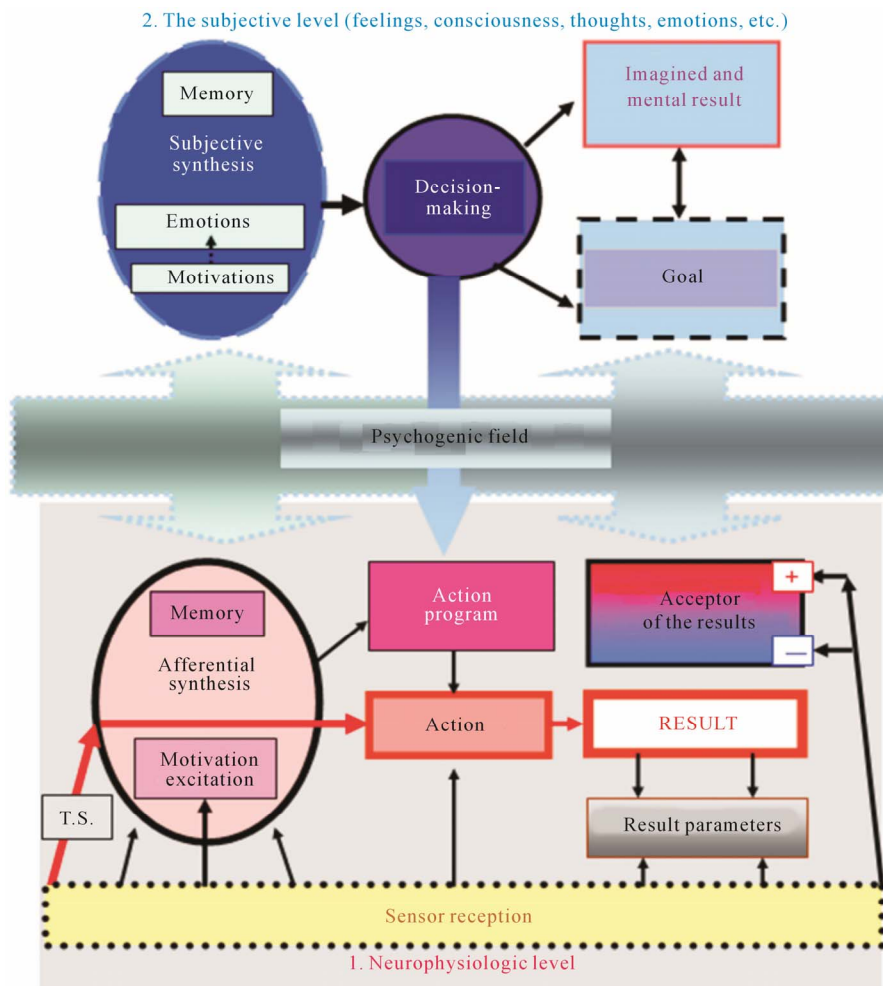 2. The subjective level (feelings, consciousness, thoughts, emotions, etc.)
Memory
Subjective
synthesis
Emotions
Motivations
Decision-
making
Imagined and
mental result
Goal
Psychogenic field
Memory
Afferential
synthesis
Motivation
excitation
T.S.
Action
program
Action
Acceptor
of the results
+
—
RESULT
Result parameters
Sensor reception
1. Neurophysiologic level